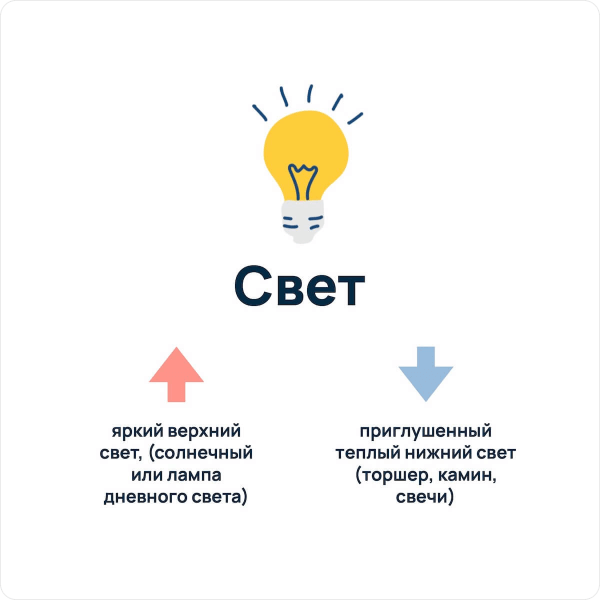 Свет
яркий верхний
свет, (солнечный
или лампа
дневного света)
приглушенный
теплый нижний свет
(торшер, камин,
свечи)